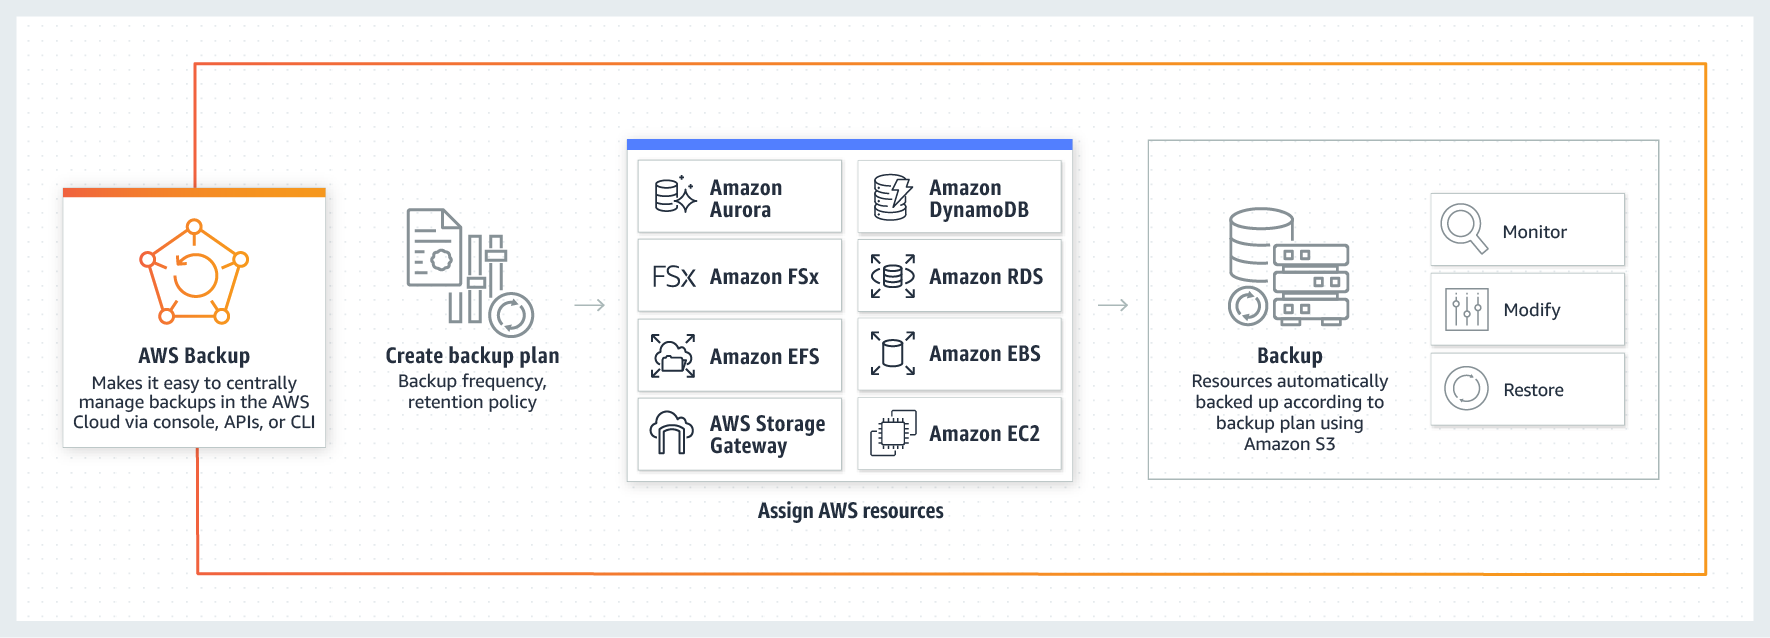 AWS Backup
Makes it easy to centrally
manage backups in the AWS
Cloud via console, APIs, or CLI
Create backup plan
Backup frequency,
retention policy
Amazon
Aurora
Amazon
DynamoDB
FSx
Amazon FSx
Amazon RDS
Amazon EFS
Amazon EBS
AWS Storage
Gateway
Amazon EC2
Assign AWS resources
Backup
Resources automatically
backed up according to
backup plan using
Amazon S3
Monitor
Modify
Restore